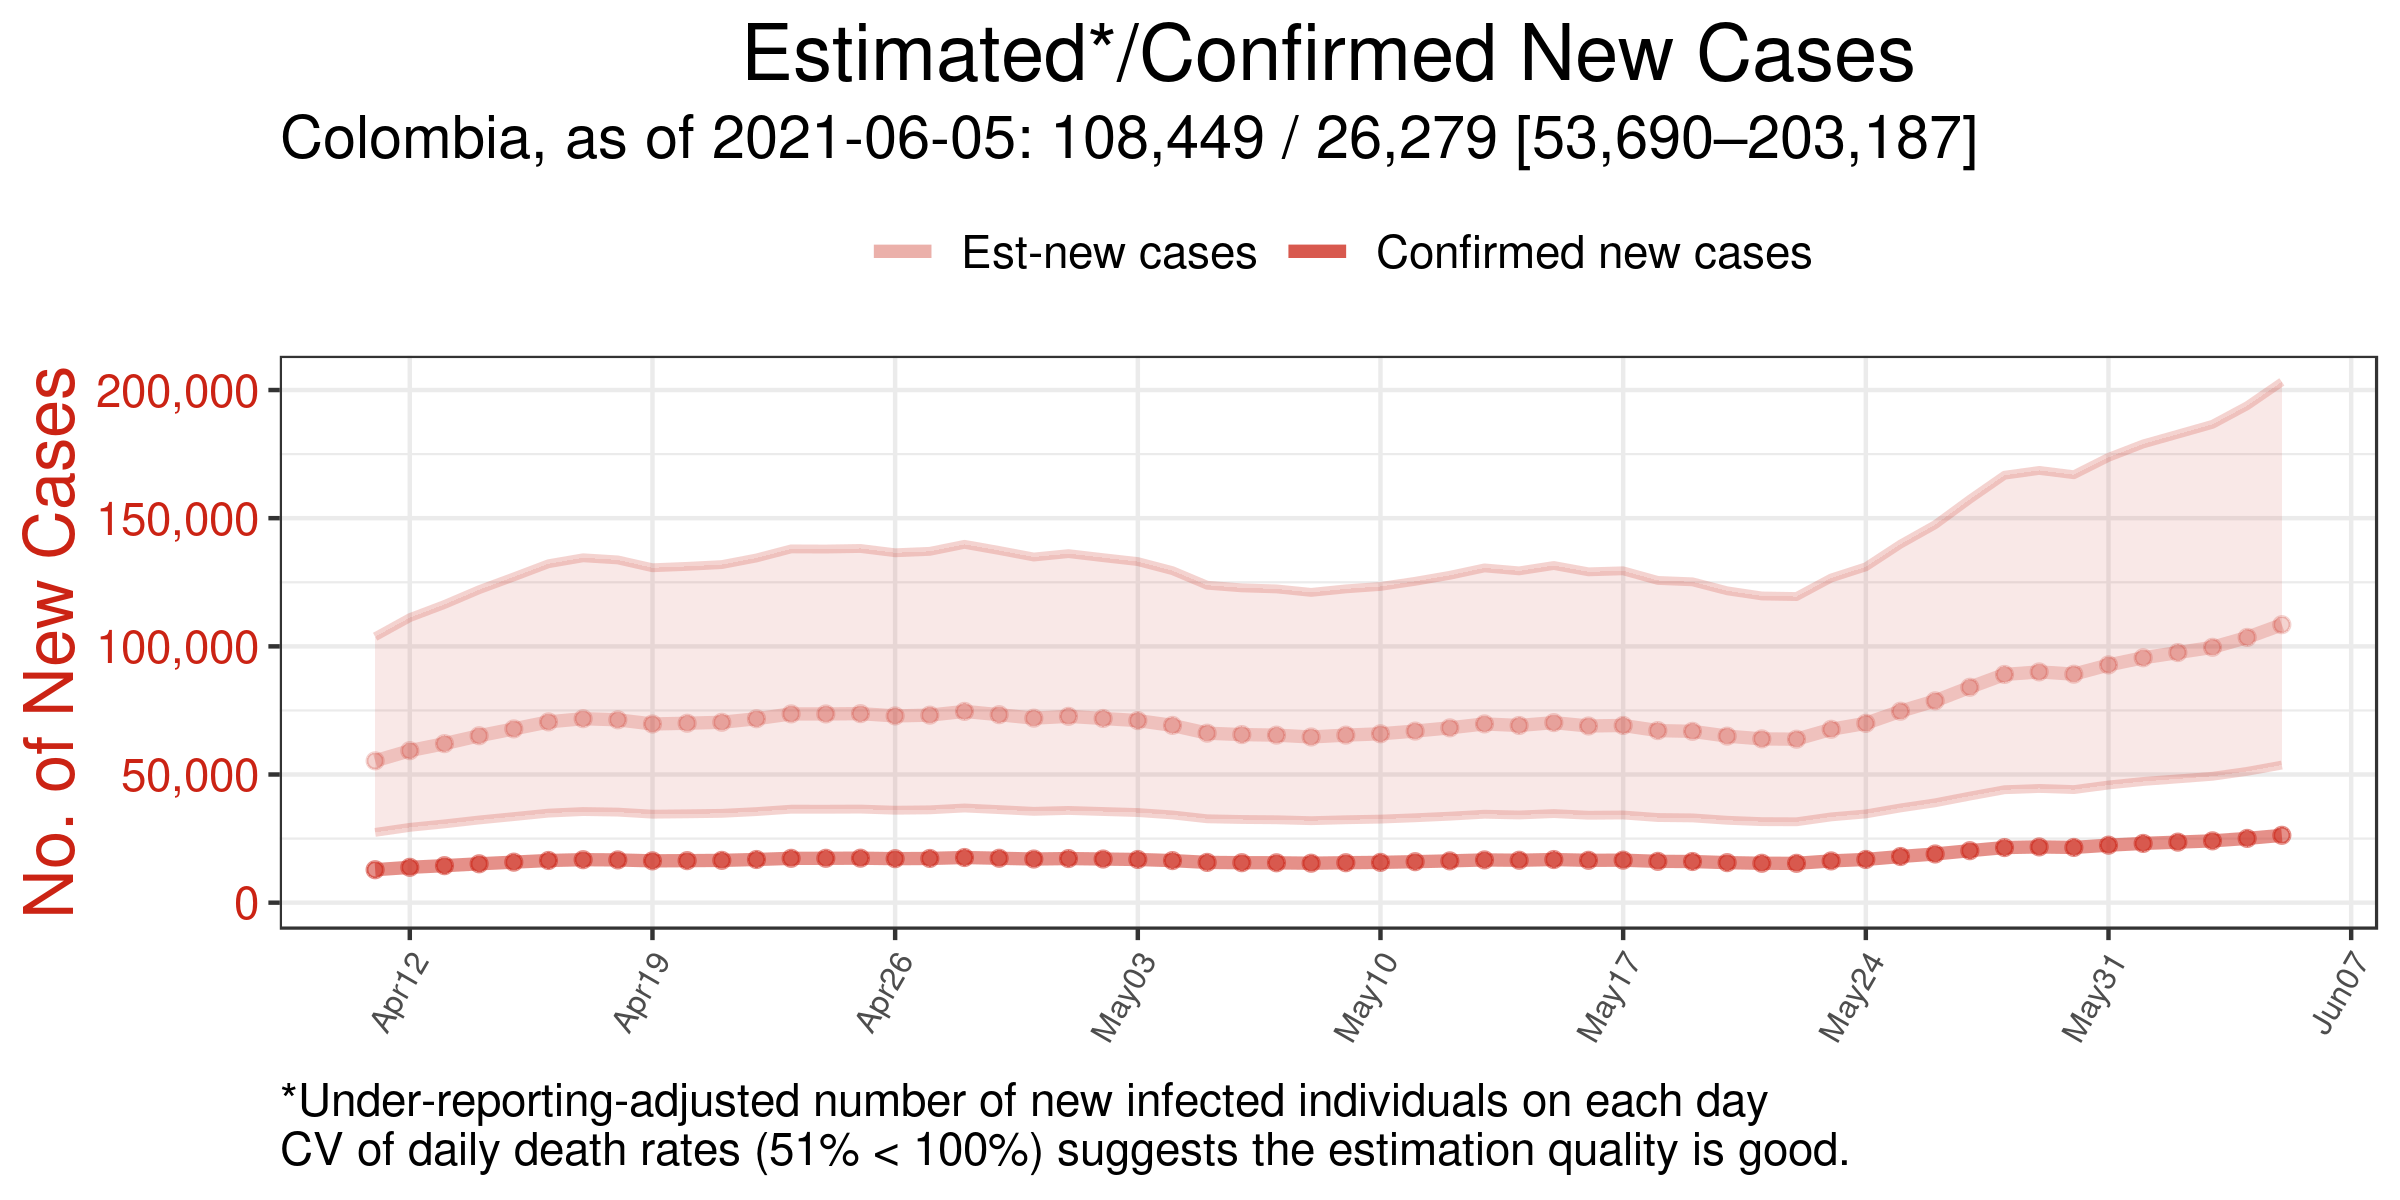 Estimated*/Confirmed New Cases
Colombia, as of 2021-06-05: 108,449 / 26,279 [53,690–203,187]
Est-new cases
Confirmed new cases
No. of New Cases
200,000
150,000
100,000
50,000
0
Apr12
Apr19
Apr26
May03
May10
May17
May24
May31
Jun07
*Under-reporting-adjusted number of new infected individuals on each day
CV of daily death rates (51% < 100%) suggests the estimation quality is good.